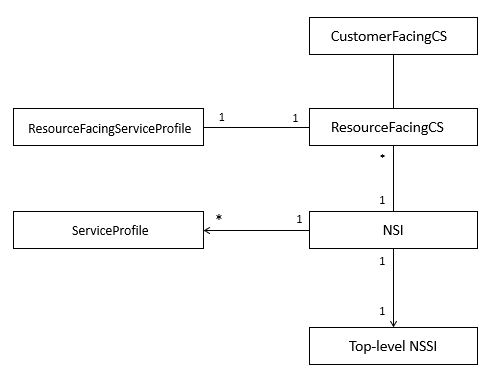 CustomerFacingCS
ResourceFacingServiceProfile
1
1
ResourceFacingCS
*
1
ServiceProfile
*
1
NSI
1
1
Top-level NSSI